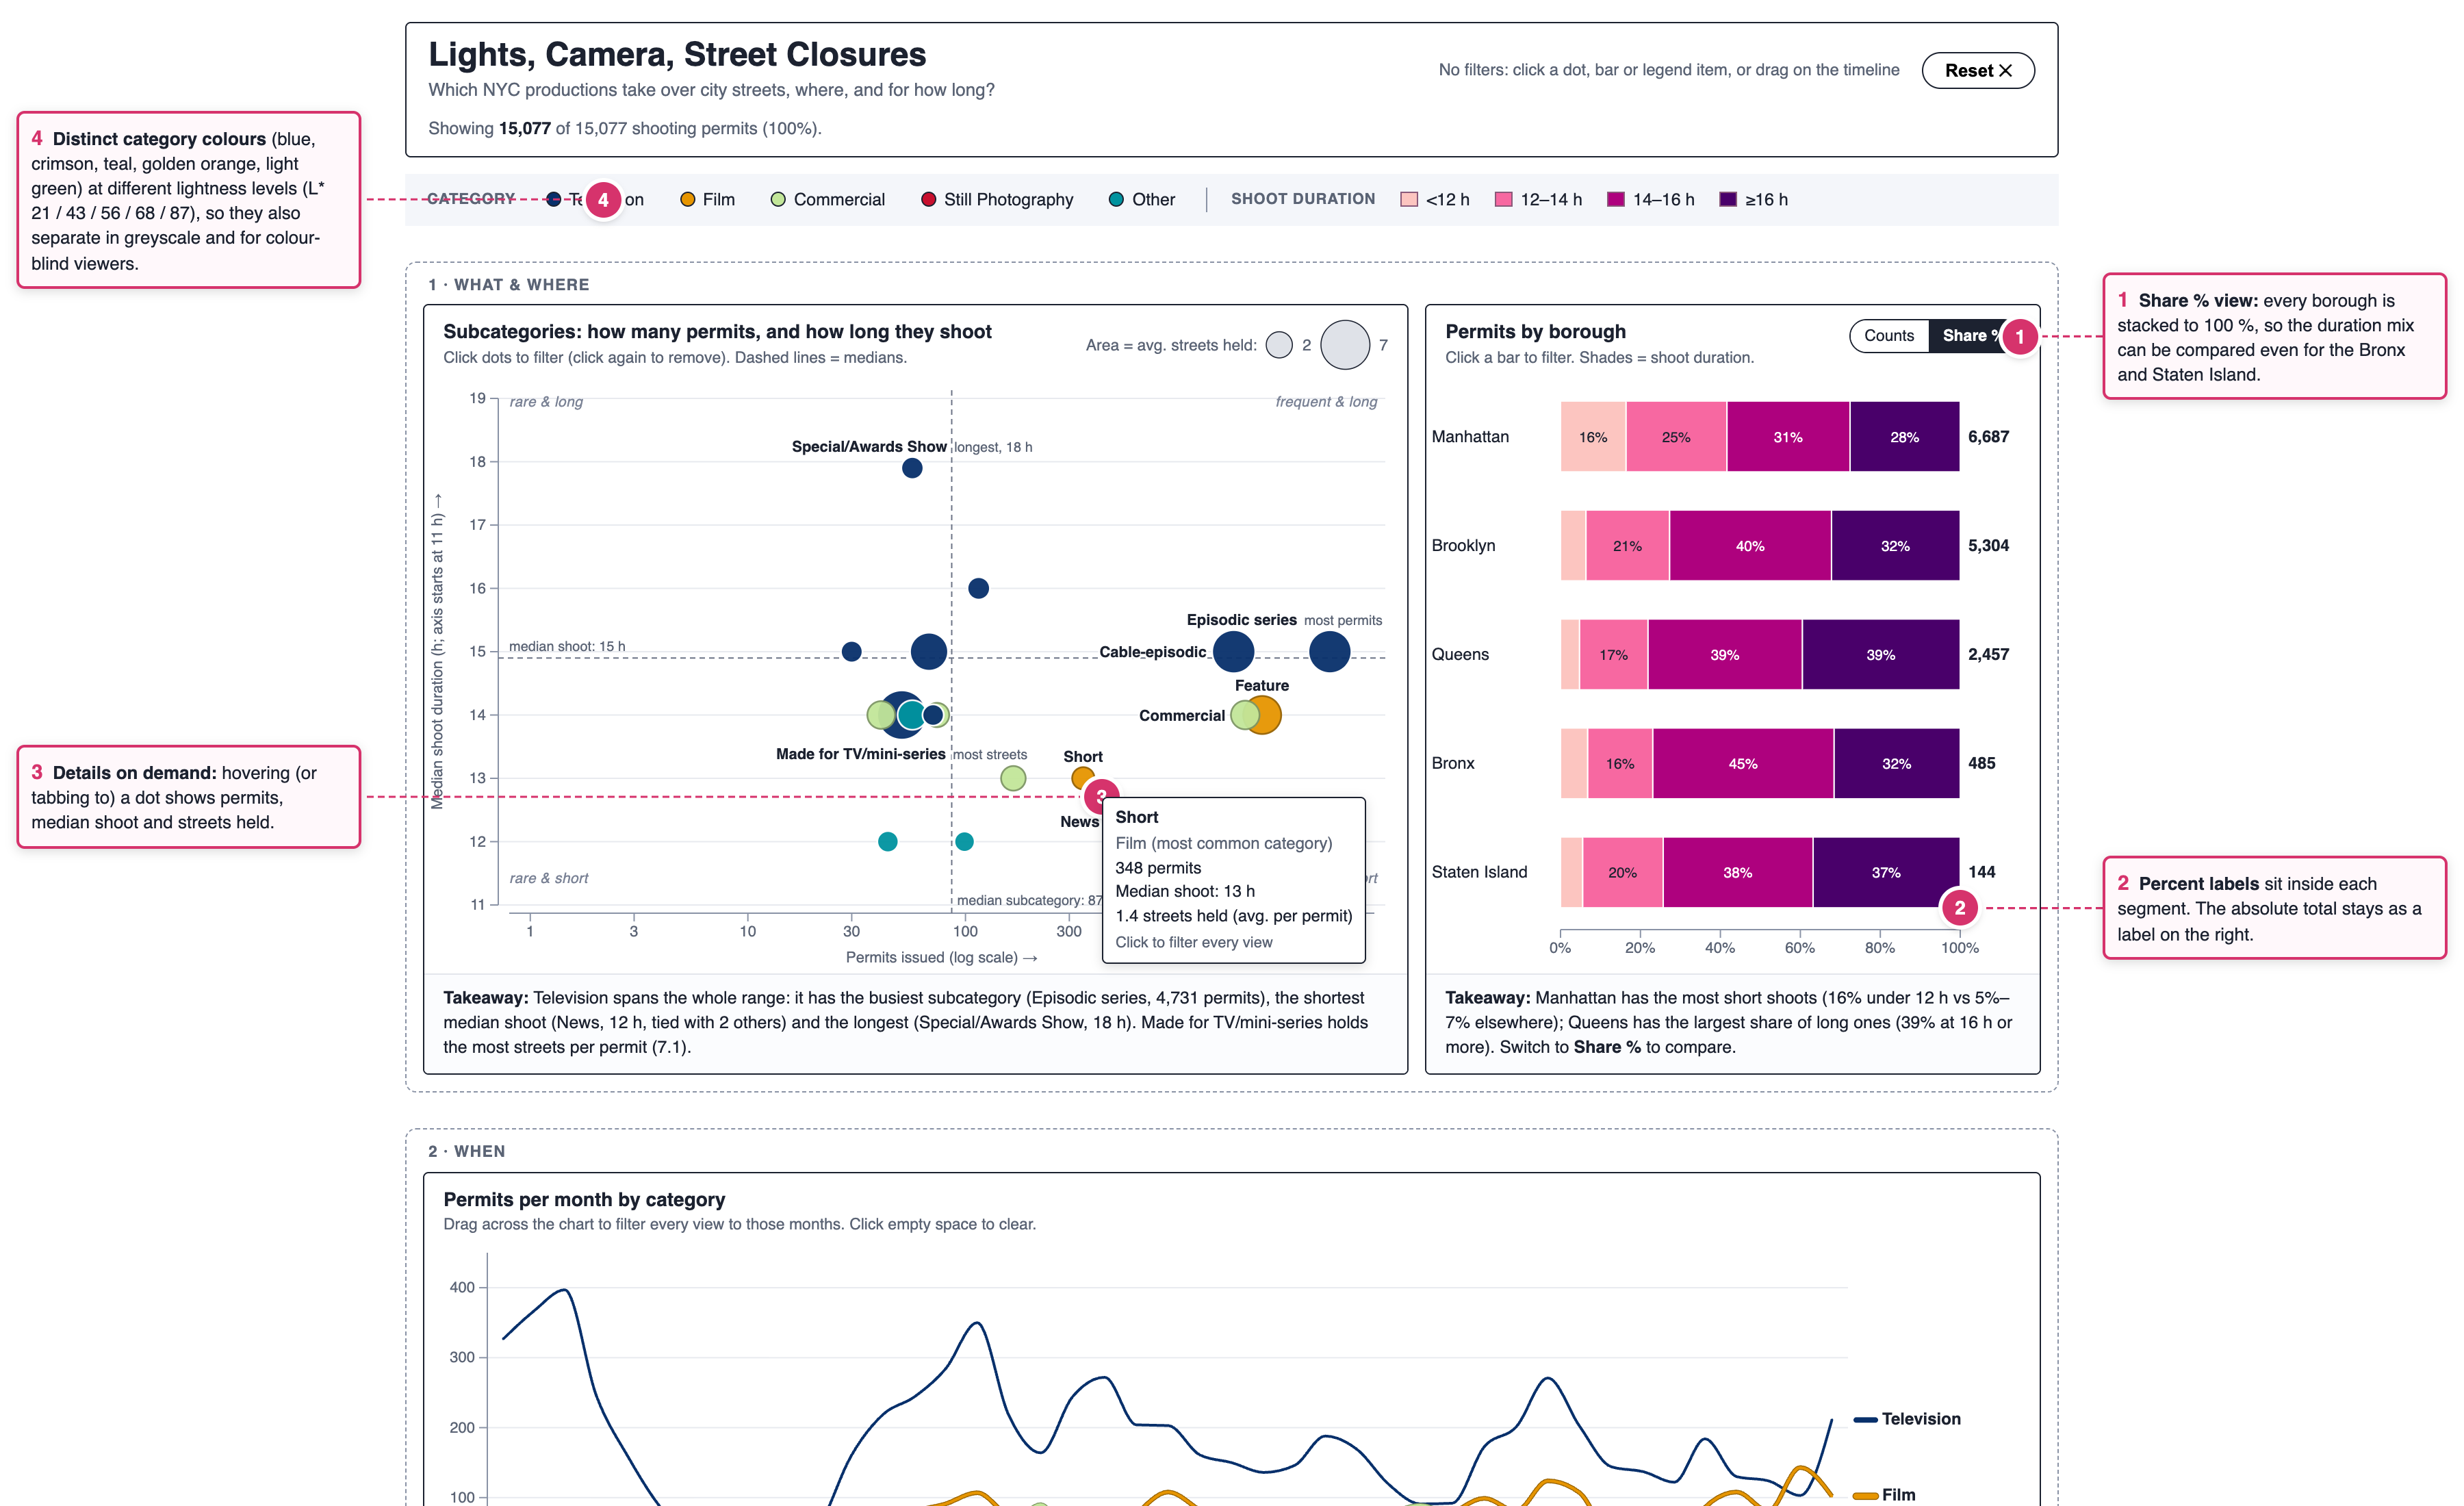 Lights, Camera, Street Closures
Which NYC productions take over city streets, where, and for how long?
Showing 15,077 of 15,077 shooting permits (100%).
No filters: click a dot, bar or legend item, or drag on the timeline
Reset ✕
4 Distinct category colours (blue,
crimson, teal, golden orange, light
green) at different lightness levels (L*
21 / 43 / 56 / 68 / 87), so they also
separate in greyscale and for colour-
blind viewers.
CATEGORY
4
Film
Commercial
Still Photography
Other
SHOOT DURATION
<12 h
12–14 h
14–16 h
≥16 h
1 · WHAT & WHERE
Subcategories: how many permits, and how long they shoot
Click dots to filter (click again to remove). Dashed lines = medians.
Area = avg. streets held: 2 7
Median shoot duration (h; axis starts at 11 h) →
19
18
17
16
15
14
13
12
11
rare & long
frequent & long
Special/Awards Show longest, 18 h
Episodic series most permits
median shoot: 15 h
Cable-episodic
Feature
Commercial
Made for TV/mini-series most streets
Short
3
News
rare & short
median subcategory: 87
1
3
10
30
100
300
Permits issued (log scale) →
Short
Film (most common category)
348 permits
Median shoot: 13 h
1.4 streets held (avg. per permit)
Click to filter every view
Takeaway: Television spans the whole range: it has the busiest subcategory (Episodic series, 4,731 permits), the shortest
median shoot (News, 12 h, tied with 2 others) and the longest (Special/Awards Show, 18 h). Made for TV/mini-series holds
the most streets per permit (7.1).
3 Details on demand: hovering (or
tabbing to) a dot shows permits,
median shoot and streets held.
Permits by borough
Click a bar to filter. Shades = shoot duration.
Counts
Share %
1
Manhattan 16% 25% 31% 28% 6,687
Brooklyn 21% 40% 32% 5,304
Queens 17% 39% 39% 2,457
Bronx 16% 45% 32% 485
Staten Island 20% 38% 37% 144
2
0% 20% 40% 60% 80% 100%
Takeaway: Manhattan has the most short shoots (16% under 12 h vs 5%–
7% elsewhere); Queens has the largest share of long ones (39% at 16 h or
more). Switch to Share % to compare.
1 Share % view: every borough is
stacked to 100 %, so the duration mix
can be compared even for the Bronx
and Staten Island.
2 Percent labels sit inside each
segment. The absolute total stays as a
label on the right.
2 · WHEN
Permits per month by category
Drag across the chart to filter every view to those months. Click empty space to clear.
400
300
200
100
Television
Film